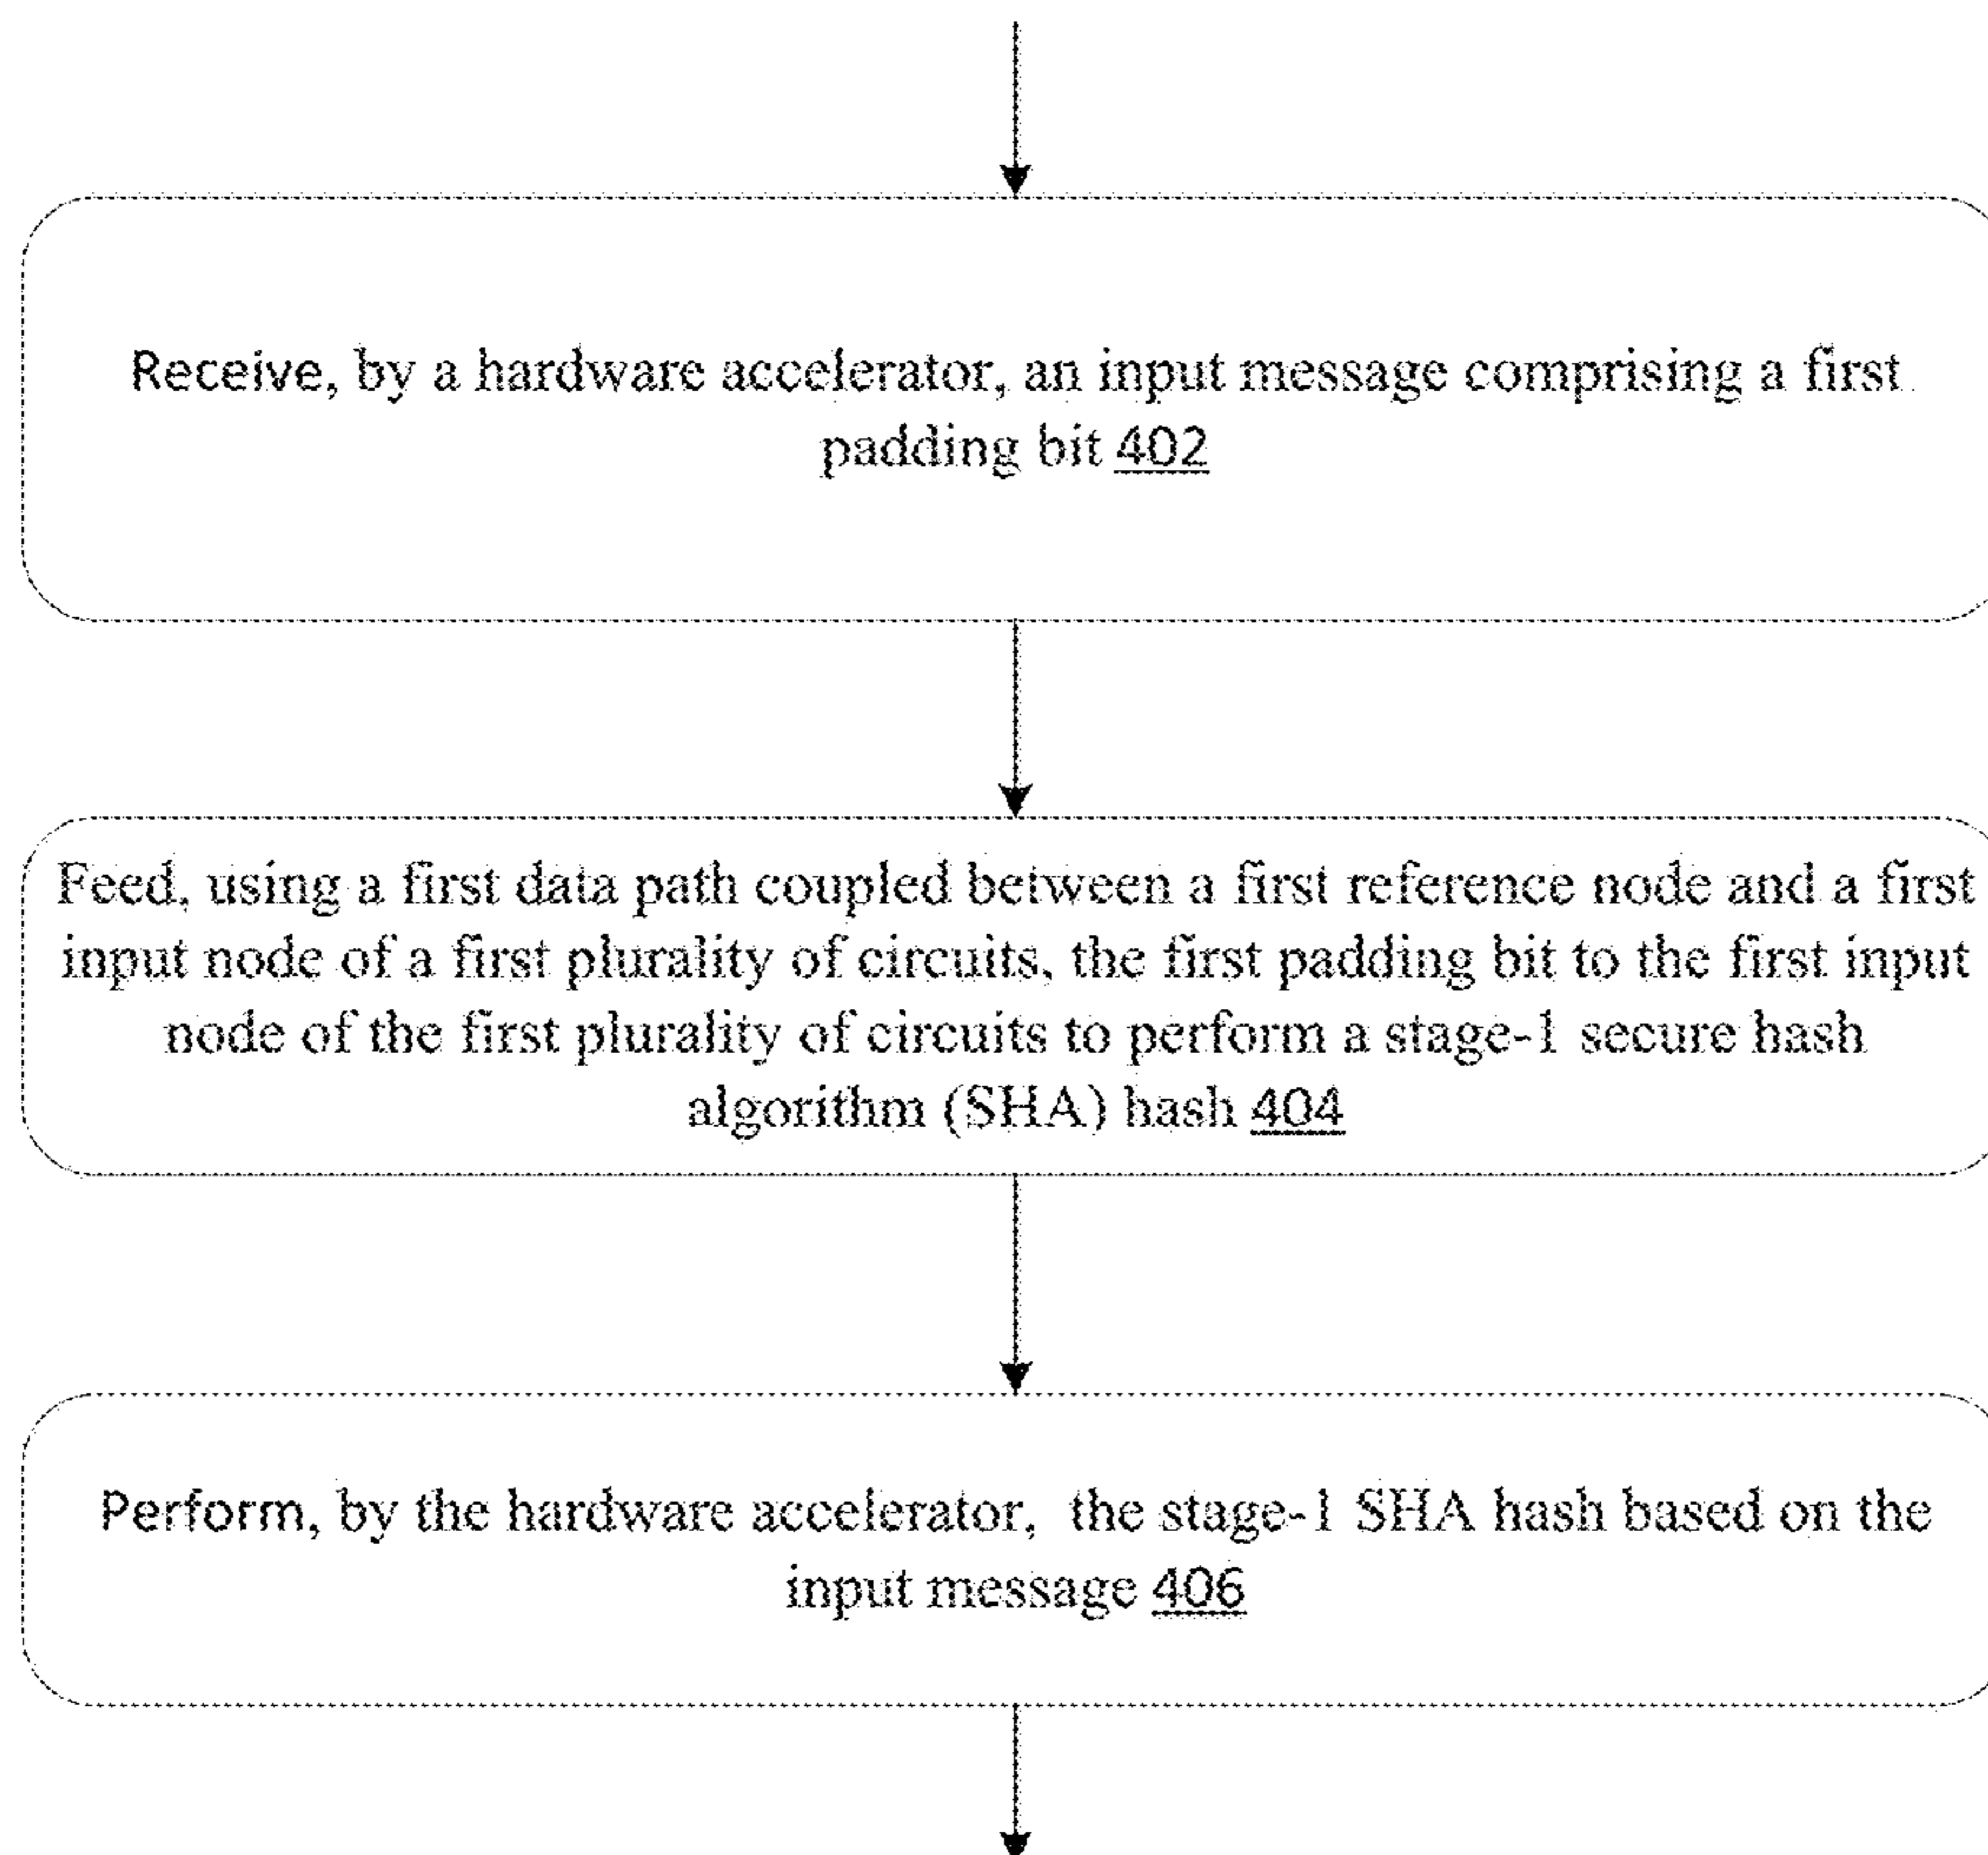 Receive, by a hardware accelerator, an input message comprising a first
padding bit 402
Feed, using a first data path coupled between a first reference node and a first
input node of a first plurality of circuits, the first padding bit to the first input
node of the first plurality of circuits to perform a stage-1 secure hash
algorithm (SHA) hash 404
Perform, by the hardware accelerator, the stage-1 SHA hash based on the
input message 406